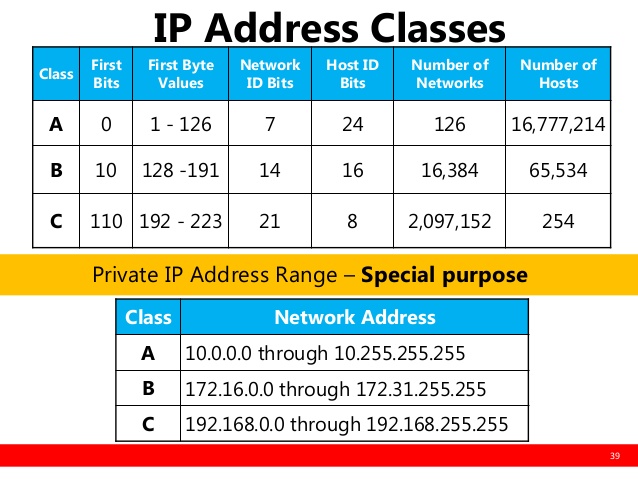 IP Address Classes
Class First Bits First Byte Values Network ID Bits Host ID Bits Number of Networks Number of Hosts
A 0 1 - 126 7 24 126 16,777,214
B 10 128 -191 14 16 16,384 65,534
C 110 192 - 223 21 8 2,097,152 254
Private IP Address Range – Special purpose
Class Network Address
A 10.0.0.0 through 10.255.255.255
B 172.16.0.0 through 172.31.255.255
C 192.168.0.0 through 192.168.255.255
39